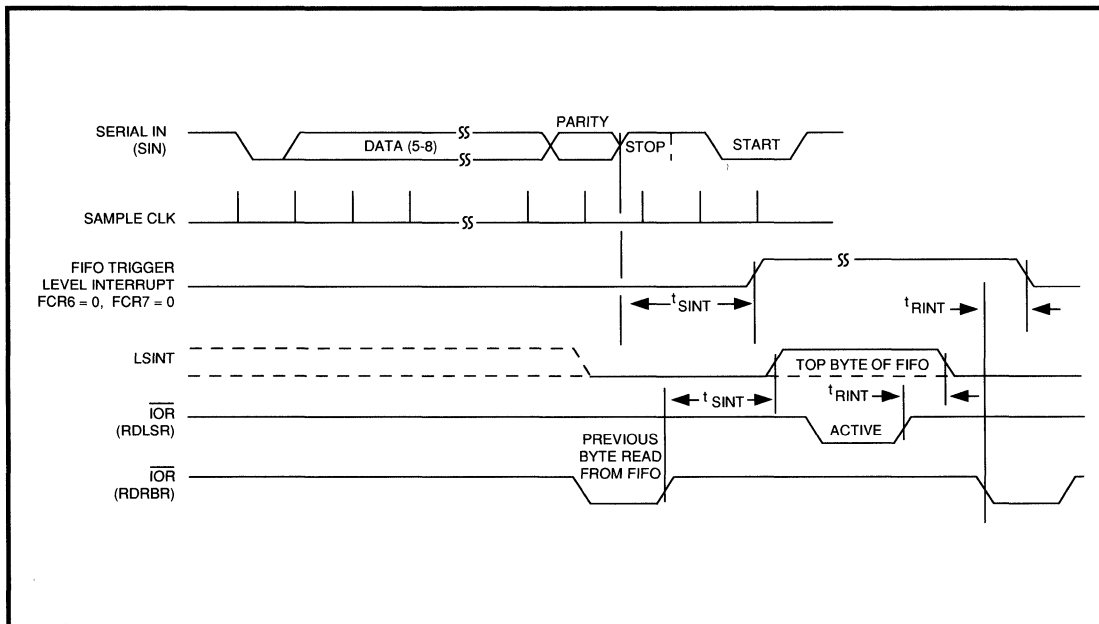 SERIAL IN
(SIN)
DATA (5-8)
PARITY
STOP
START
SAMPLE CLK
FIFO TRIGGER
LEVEL INTERRUPT
FCR6 = 0, FCR7 = 0
tSINT
tRINT
LSINT
TOP BYTE OF FIFO
tSINT
tRINT
IOR
(RDLSR)
ACTIVE
PREVIOUS
BYTE READ
FROM FIFO
IOR
(RDRBR)